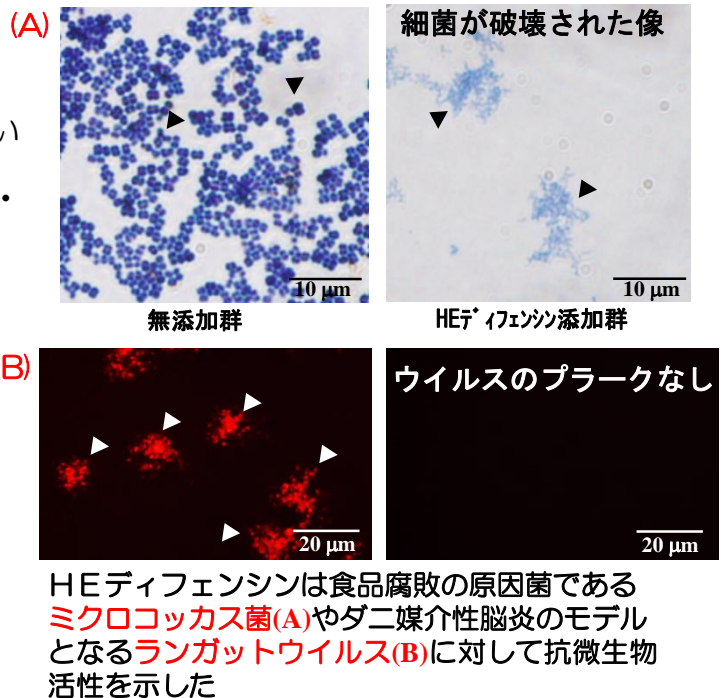 (A)
細菌が破壊された像
い
・
10 μm
10 μm
無添加群
HEディフェンシン添加群
B)
ウイルスのプラークなし
20 μm
20 μm
HEディフェンシンは食品腐敗の原因菌である
ミクロコッカス菌(A)やダニ媒介性脳炎のモデル
となるランガットウイルス(B)に対して抗微生物
活性を示した